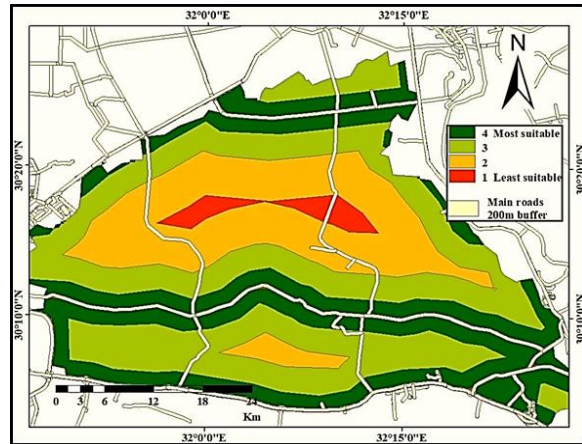 32°0'0"E 32°15'0"E
N
4 Most suitable
3
2
1 Least suitable
Main roads
200m buffer
30°20'0"N
30°20'0"N
30°10'0"N
30°10'0"N
0 3 6 12 18 24
Km
32°0'0"E 32°15'0"E